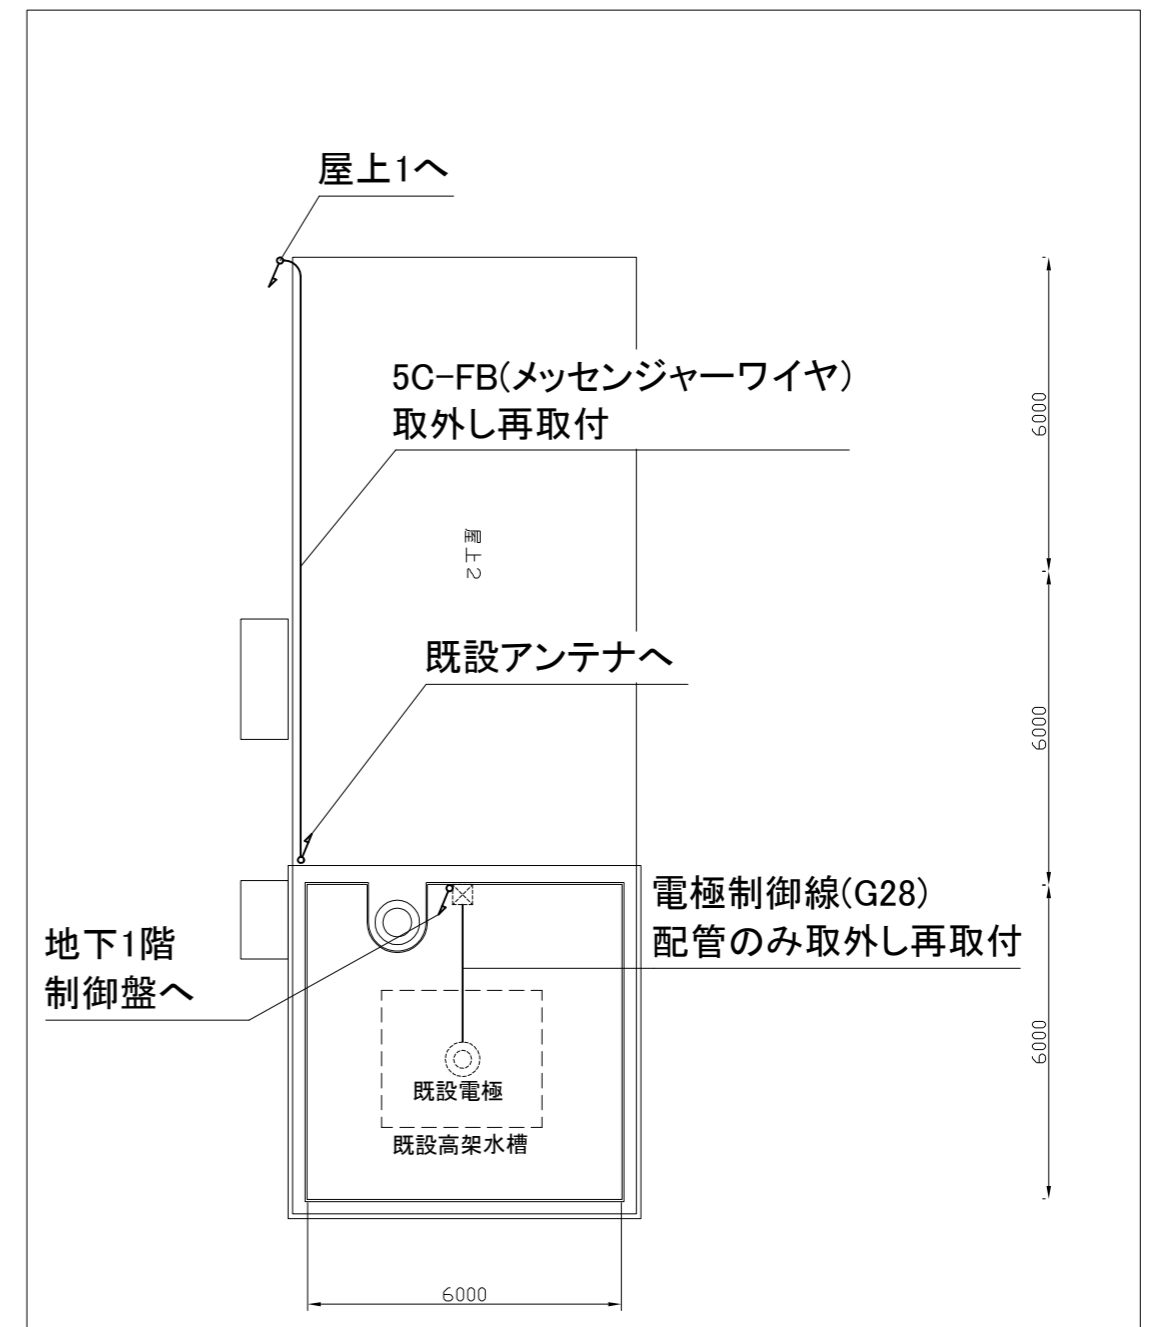 屋上1へ
5C-FB(メッセンジャーワイヤ)
取外し再取付
6000
屋上2
既設アンテナへ
6000
電極制御線(G28)
配管のみ取外し再取付
地下1階
制御盤へ
6000
既設電極
既設高架水槽
6000